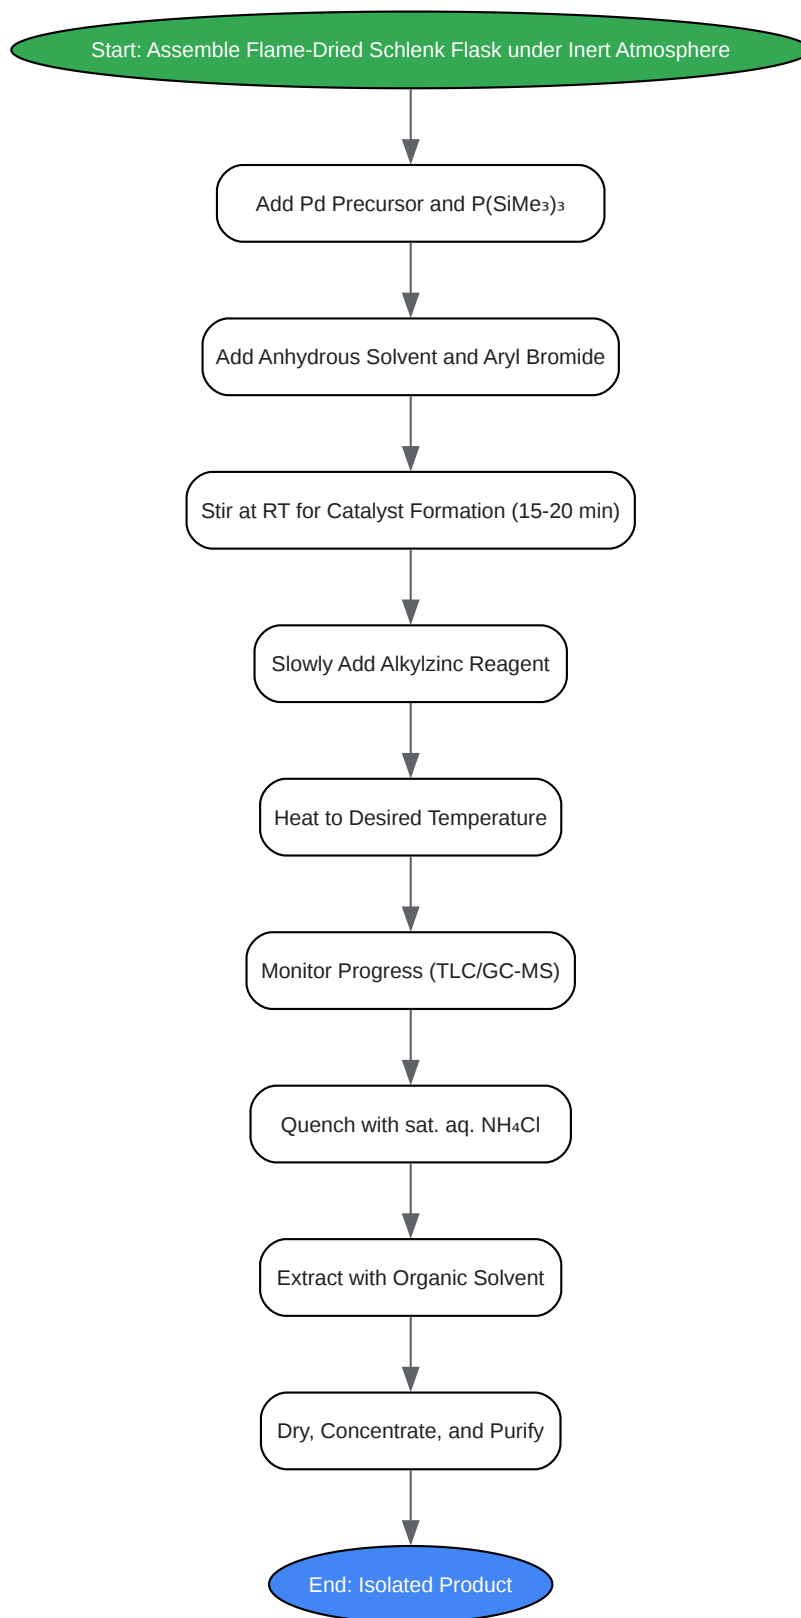 Start: Assemble Flame-Dried Schlenk Flask under Inert Atmosphere
Add Pd Precursor and P(SiMe₃)₃
Add Anhydrous Solvent and Aryl Bromide
Stir at RT for Catalyst Formation (15-20 min)
Slowly Add Alkylzinc Reagent
Heat to Desired Temperature
Monitor Progress (TLC/GC-MS)
Quench with sat. aq. NH₄Cl
Extract with Organic Solvent
Dry, Concentrate, and Purify
End: Isolated Product